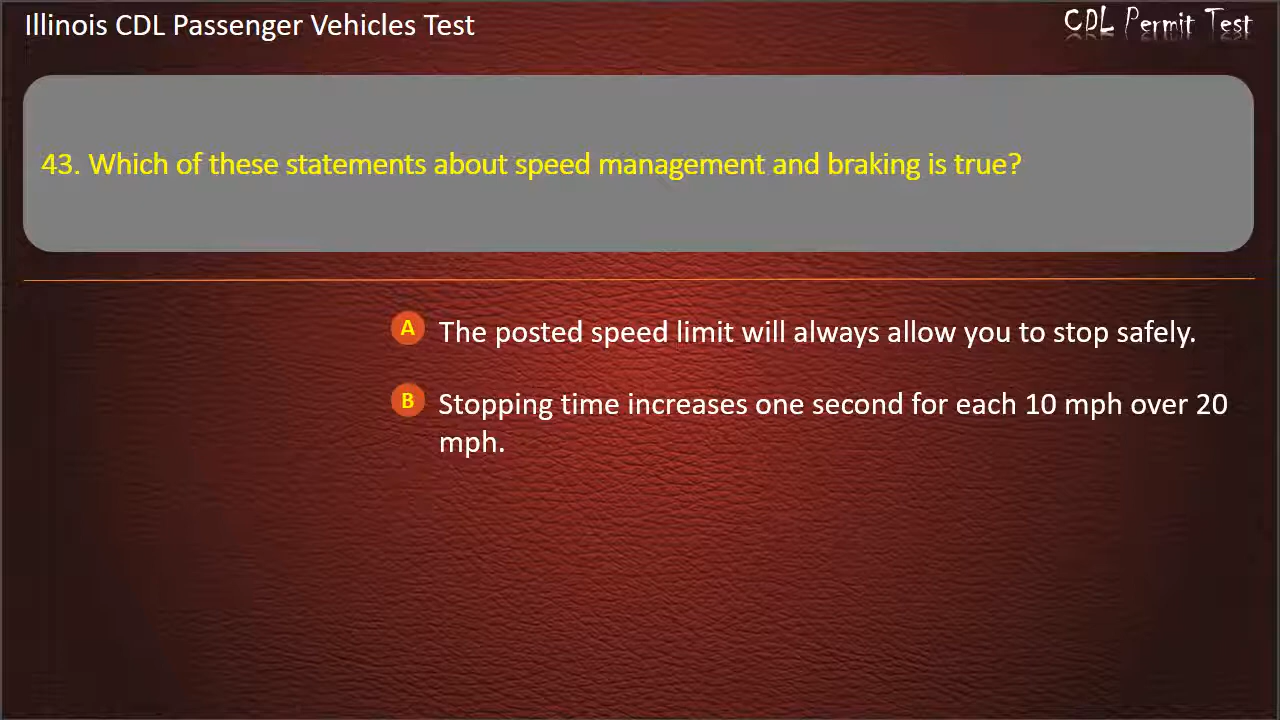 Illinois CDL Passenger Vehicles Test
CDL Permit Test
43. Which of these statements about speed management and braking is true?
A The posted speed limit will always allow you to stop safely.
B Stopping time increases one second for each 10 mph over 20
mph.